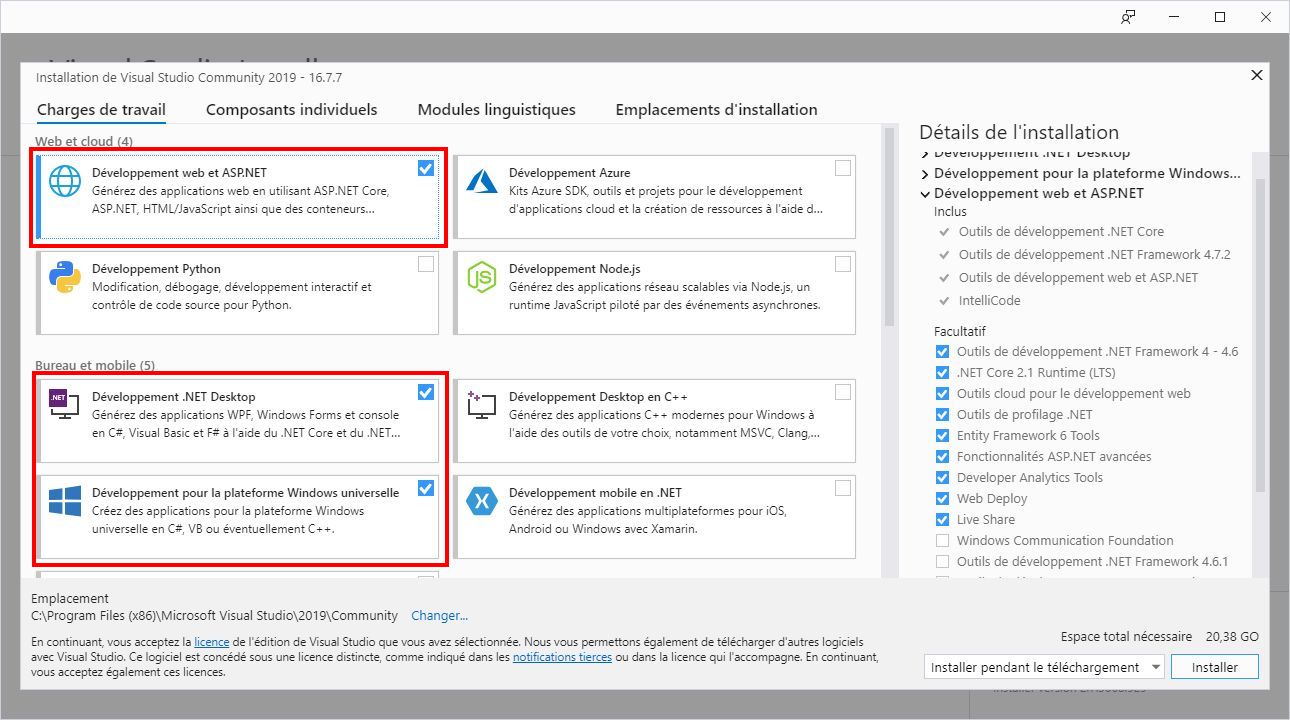 Installation de Visual Studio Community 2019 - 16.7.7
Charges de travail
Composants individuels
Modules linguistiques
Emplacements d'installation
Web et cloud (4)
Développement web et ASP.NET
Générez des applications web en utilisant ASP.NET Core,
ASP.NET, HTML/JavaScript ainsi que des conteneurs...
Développement Azure
Kits Azure SDK, outils et projets pour le développement
d'applications cloud et la création de ressources à l'aide d...
Développement Python
Modification, débogage, développement interactif et
contrôle de code source pour Python.
Développement Node.js
Générez des applications réseau scalables via Node.js, un
runtime JavaScript piloté par des événements asynchrones.
Bureau et mobile (5)
.NET
Développement .NET Desktop
Générez des applications WPF, Windows Forms et console
en C#, Visual Basic et F# à l'aide du .NET Core et du .NET...
Développement Desktop en C++
Générez des applications C++ modernes pour Windows à
l'aide des outils de votre choix, notamment MSVC, Clang,...
Développement pour la plateforme Windows universelle
Créez des applications pour la plateforme Windows
universelle en C#, VB ou éventuellement C++.
Développement mobile en .NET
Générez des applications multiplateformes pour iOS,
Android ou Windows avec Xamarin.
Détails de l'installation
Développement .NET Desktop
Développement pour la plateforme Windows...
Développement web et ASP.NET
Inclus
Outils de développement .NET Core
Outils de développement .NET Framework 4.7.2
Outils de développement web et ASP.NET
IntelliCode
Facultatif
Outils de développement .NET Framework 4 - 4.6
.NET Core 2.1 Runtime (LTS)
Outils cloud pour le développement web
Outils de profilage .NET
Entity Framework 6 Tools
Fonctionnalités ASP.NET avancées
Developer Analytics Tools
Web Deploy
Live Share
Windows Communication Foundation
Outils de développement .NET Framework 4.6.1
Emplacement
C:\Program Files (x86)\Microsoft Visual Studio\2019\Community Changer...
En continuant, vous acceptez la licence de l'édition de Visual Studio que vous avez sélectionnée. Nous vous permettons également de télécharger d'autres logiciels
avec Visual Studio. Ce logiciel est concédé sous une licence distincte, comme indiqué dans les notifications tierces ou dans la licence qui l'accompagne. En continuant,
vous acceptez également ces licences.
Espace total nécessaire 20,38 GO
Installer pendant le téléchargement
Installer